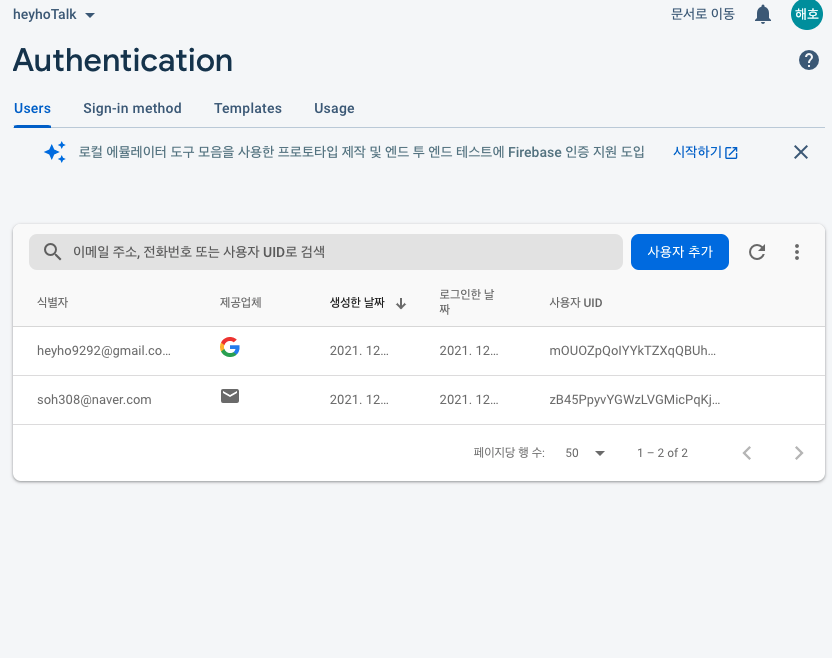 heyhoTalk
문서로 이동
해호
Authentication
Users Sign-in method Templates Usage
로컬 에뮬레이터 도구 모음을 사용한 프로토타입 제작 및 엔드 투 엔드 테스트에 Firebase 인증 지원 도입 시작하기
이메일 주소, 전화번호 또는 사용자 UID로 검색
사용자 추가
식별자 제공업체 생성한 날짜 로그인한 날
짜 사용자 UID
heyho9292@gmail.co... 2021. 12... 2021. 12... mOUOZpQoIYYkTZXqQBUh...
soh308@naver.com 2021. 12... 2021. 12... zB45PpyvYGWzLVGMicPqKj...
페이지당 행 수: 50 1 – 2 of 2